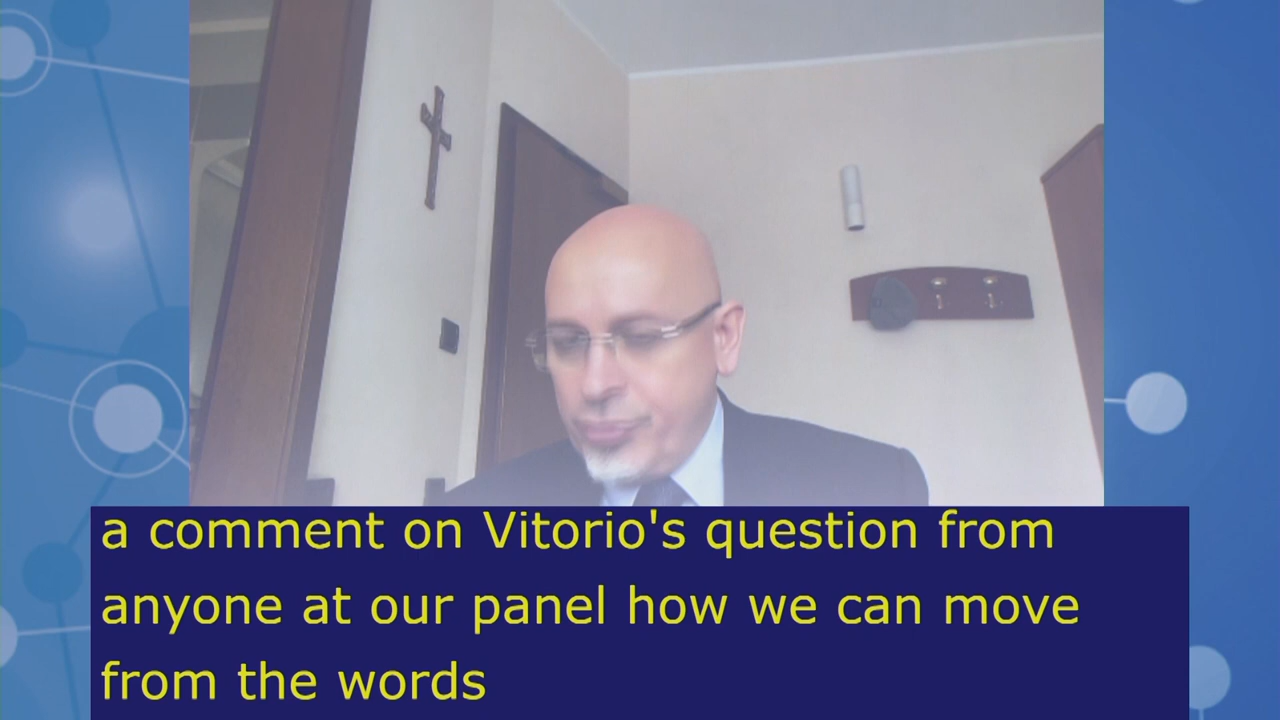 a comment on Vitorio's question from
anyone at our panel how we can move
from the words